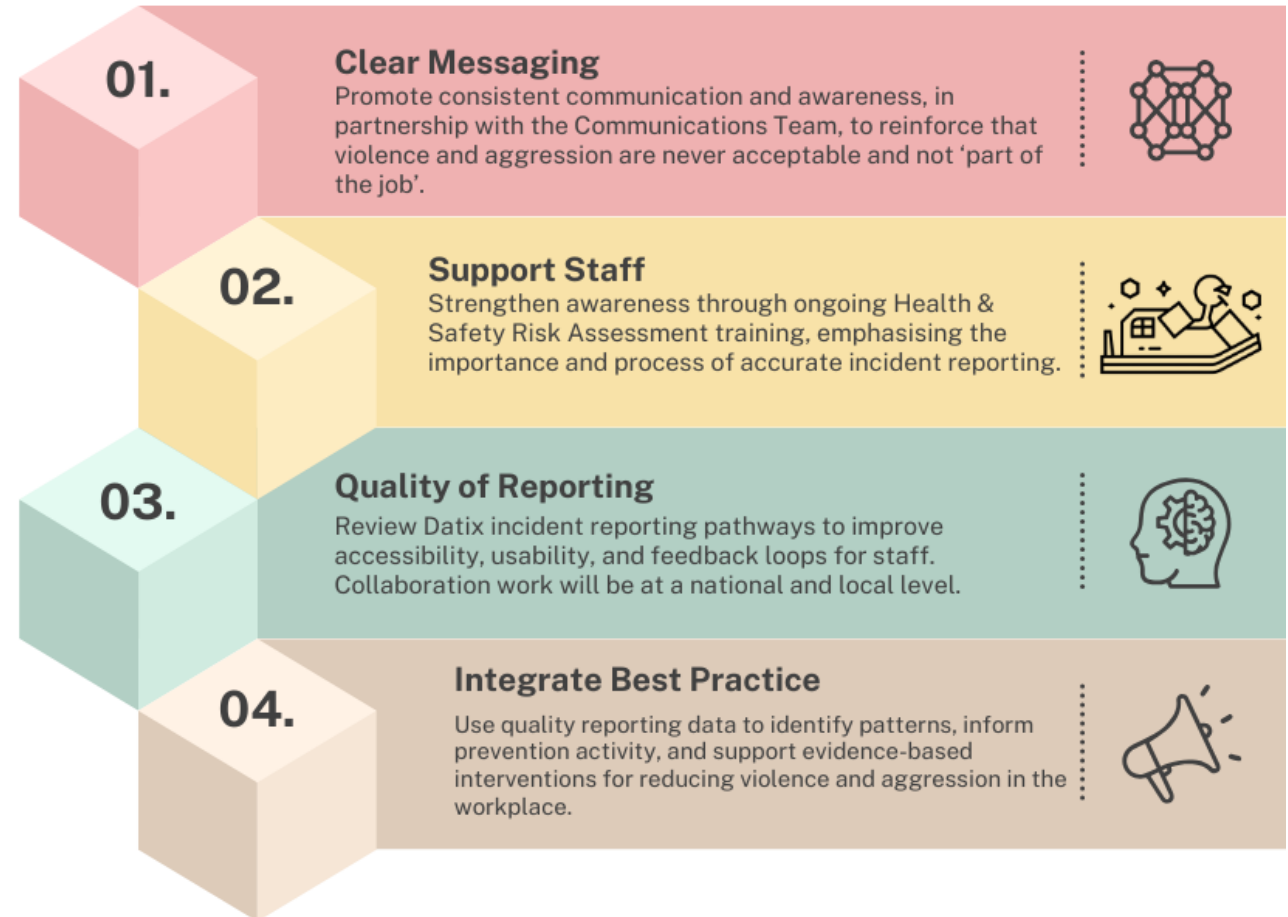 01.
Clear Messaging
Promote consistent communication and awareness, in
partnership with the Communications Team, to reinforce that
violence and aggression are never acceptable and not ‘part of
the job’.
02.
Support Staff
Strengthen awareness through ongoing Health &
Safety Risk Assessment training, emphasising the
importance and process of accurate incident reporting.
03.
Quality of Reporting
Review Datix incident reporting pathways to improve
accessibility, usability, and feedback loops for staff.
Collaboration work will be at a national and local level.
04.
Integrate Best Practice
Use quality reporting data to identify patterns, inform
prevention activity, and support evidence-based
interventions for reducing violence and aggression in the
workplace.